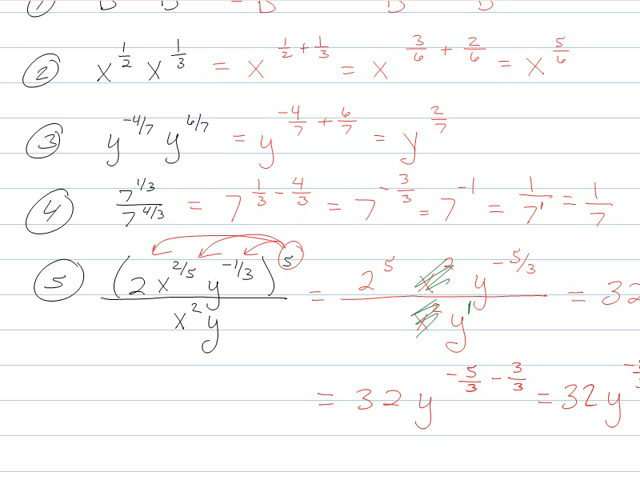 ② x^{1/2} x^{1/3} = x^{1/2 + 1/3} = x^{3/6 + 2/6} = x^{5/6}
③ y^{-4/7} y^{6/7} = y^{-4/7 + 6/7} = y^{2/7}
④ 7^{1/3} / 7^{4/3} = 7^{1/3 - 4/3} = 7^{-3/3} = 7^{-1} = 1/7^1 = 1/7
⑤ (2x^{2/5} y^{-1/3})^5 / x^2 y = 2^5 x^2 y^{-5/3} / x^2 y^1 = 32
= 32y^{-5/3 - 3/3} = 32y